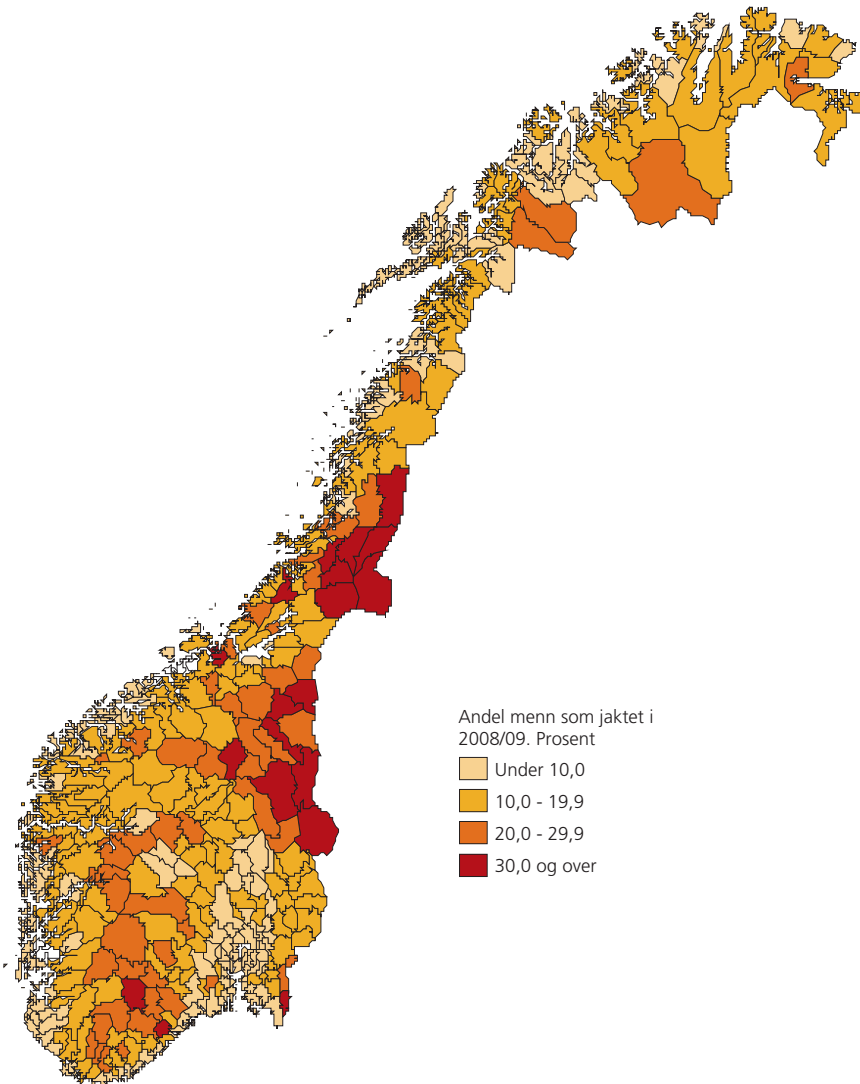 Andel menn som jaktet i
2008/09. Prosent
Under 10,0
10,0 - 19,9
20,0 - 29,9
30,0 og over